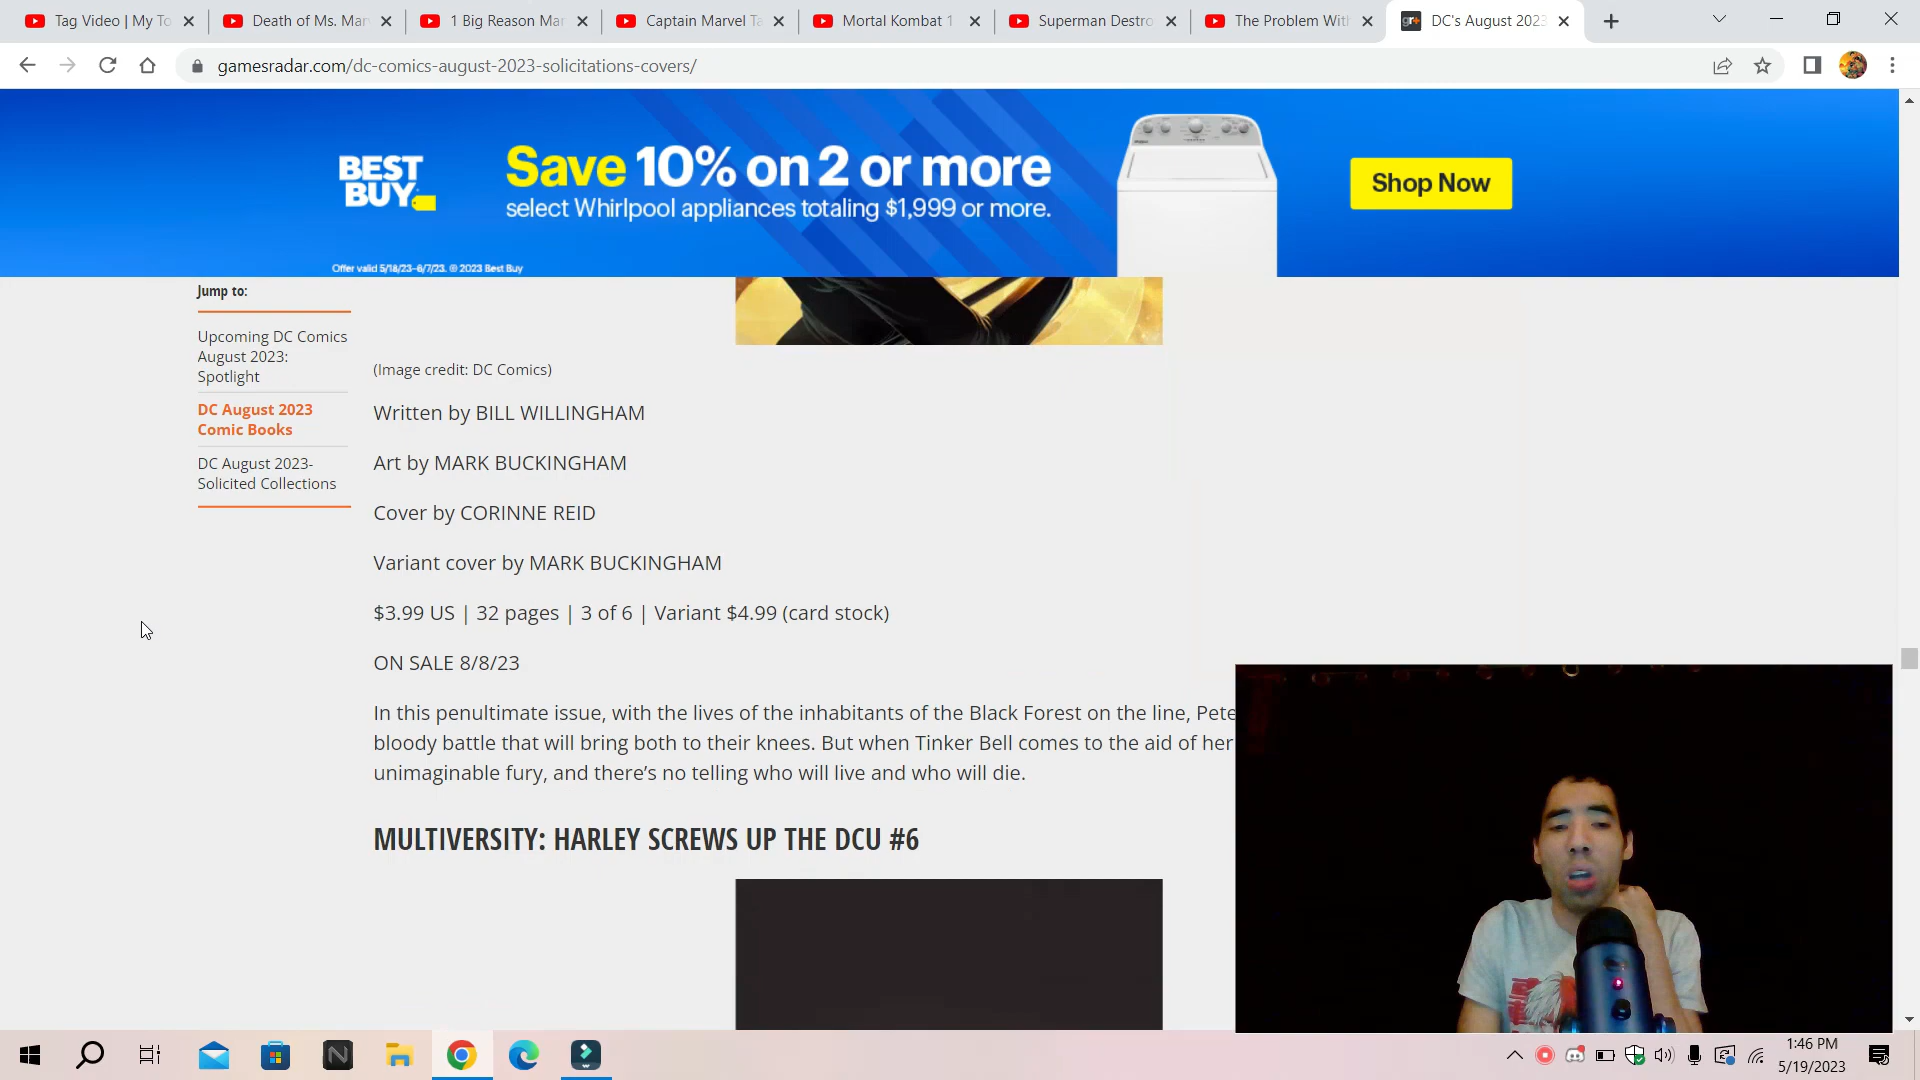 Tag Video | My To
Death of Ms. Mar
1 Big Reason Mar
Captain Marvel Ta
Mortal Kombat 1
Superman Destro
The Problem With
gr+ DC's August 2023
gamesradar.com/dc-comics-august-2023-solicitations-covers/
BEST
BUY
Save 10% on 2 or more
select Whirlpool appliances totaling $1,999 or more.
Shop Now
Offer valid 5/18/23–6/7/23. © 2023 Best Buy
Jump to:
Upcoming DC Comics
August 2023:
Spotlight
DC August 2023
Comic Books
DC August 2023-
Solicited Collections
(Image credit: DC Comics)
Written by BILL WILLINGHAM
Art by MARK BUCKINGHAM
Cover by CORINNE REID
Variant cover by MARK BUCKINGHAM
$3.99 US | 32 pages | 3 of 6 | Variant $4.99 (card stock)
ON SALE 8/8/23
In this penultimate issue, with the lives of the inhabitants of the Black Forest on the line, Pete
bloody battle that will bring both to their knees. But when Tinker Bell comes to the aid of her
unimaginable fury, and there’s no telling who will live and who will die.
MULTIVERSITY: HARLEY SCREWS UP THE DCU #6
1:46 PM
5/19/2023